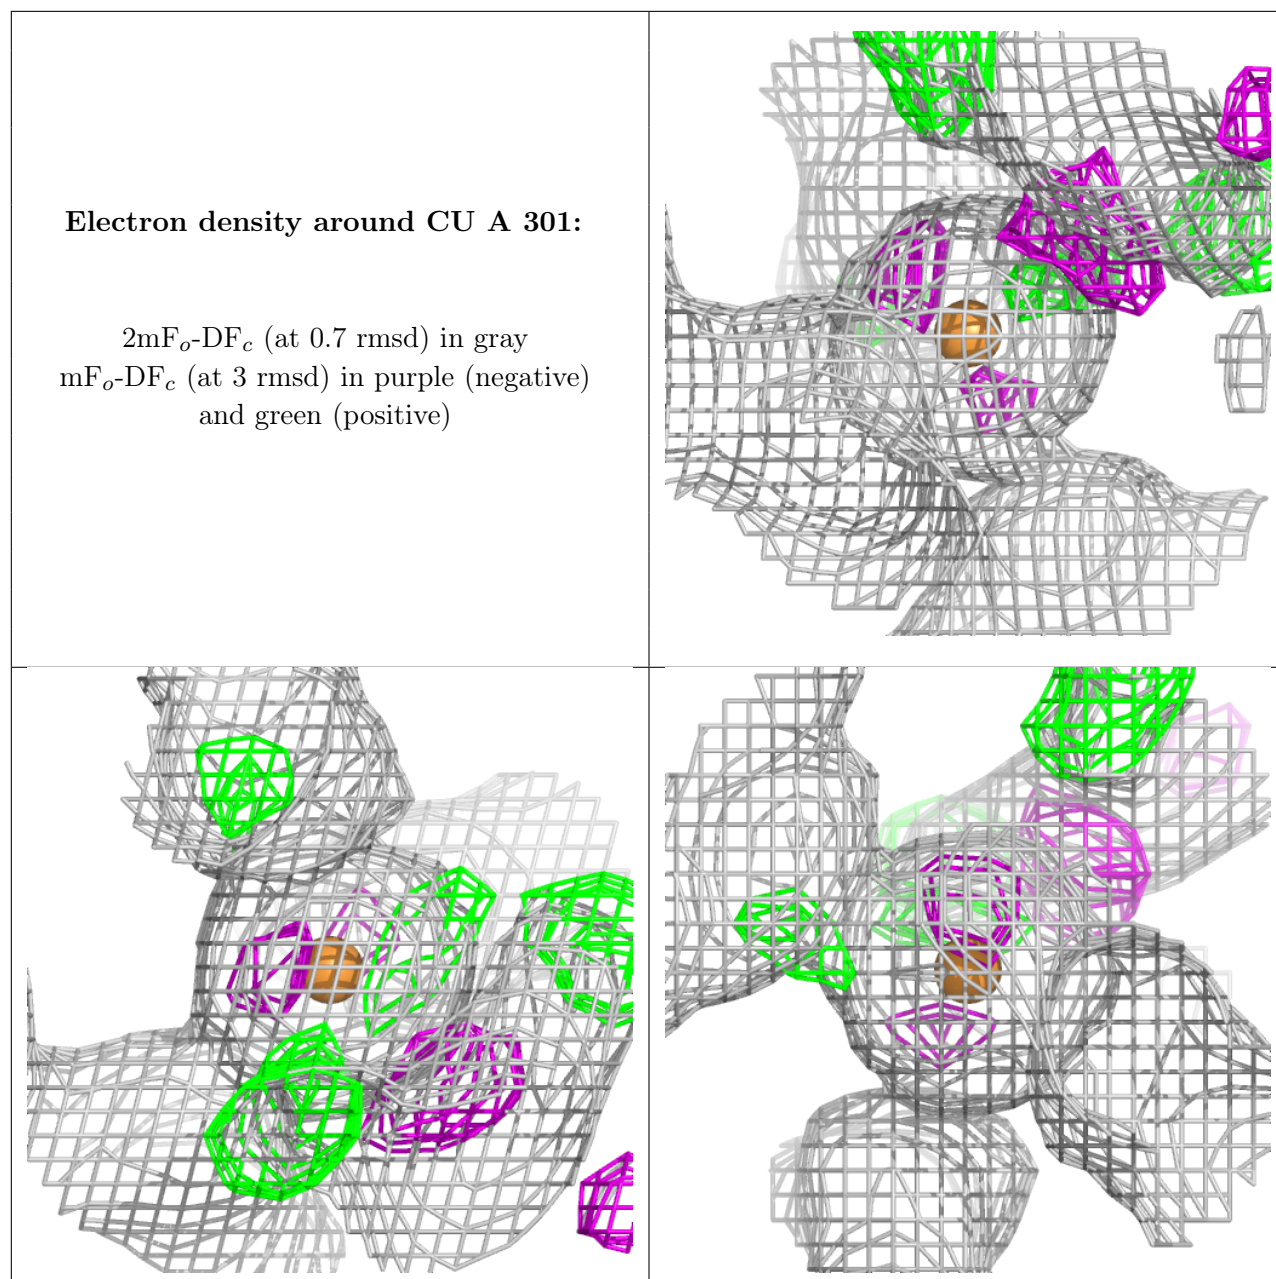 Electron density around CU A 301:
2mFo-DFc (at 0.7 rmsd) in gray
mFo-DFc (at 3 rmsd) in purple (negative)
and green (positive)